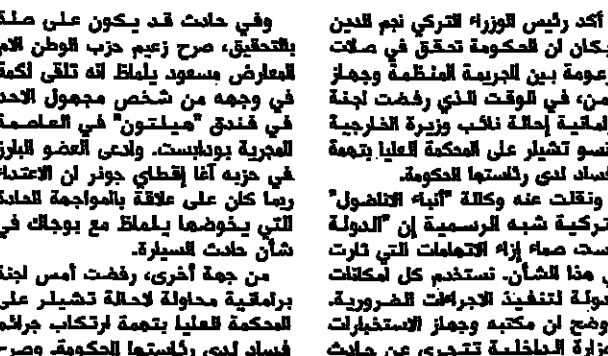 أكد رئيس الوزراء التركي نجم الدين
بكان ان الحكومة تحقق في صلات
عومة بين الجريمة المنظمة وجهاز
من، في الوقت الذي رفضت لجنة
لمانية إحالة نائب وزيرة الخارجية
نسو تشيلر على المحكمة العليا بتهمة
فساد لدى رئاستها الحكومة.
ونقلت عنه وكالة "أنباء الاناضول"
تركية شبه الرسمية إن "الدولة
ست صماء إزاء الاتهامات التي ثارت
ي هذا الشأن. نستخدم كل امكانات
دولة لتنفيذ الاجراءات الضرورية.
وضح ان مكتبه وجهاز الاستخبارات
وزارة الداخلية تتحرى عن حادث
وفي حادث قد يكون على صلة
بالتحقيق، صرح زعيم حزب الوطن الام
المعارض مسعود يلماظ انه تلقى لكمة
في وجهه من شخص مجهول الاحد
في فندق "هيلتون" في العاصمة
المجرية بودابست. وادعى العضو البارز
في حزبه آغا إقطاي جونر ان الاعتداء
ربما كان على علاقة بالمواجهة الحادة
التي يخوضها يلماظ مع بوجاك في
شأن حادث السيارة.
من جهة أخرى، رفضت أمس لجنة
برلمانية محاولة لاحالة تشيلر على
المحكمة العليا بتهمة ارتكاب جرائم
فساد لدى رئاستها الحكومة. وصرح